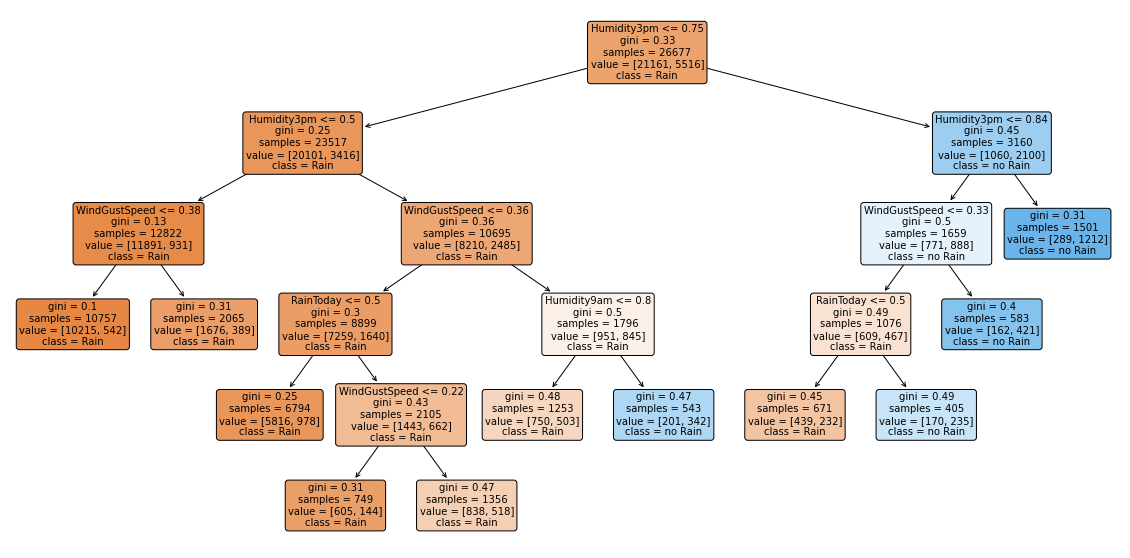 Humidity3pm <= 0.75
gini = 0.33
samples = 26677
value = [21161, 5516]
class = Rain
Humidity3pm <= 0.5
gini = 0.25
samples = 23517
value = [20101, 3416]
class = Rain
Humidity3pm <= 0.84
gini = 0.45
samples = 3160
value = [1060, 2100]
class = no Rain
WindGustSpeed <= 0.38
gini = 0.13
samples = 12822
value = [11891, 931]
class = Rain
WindGustSpeed <= 0.36
gini = 0.36
samples = 10695
value = [8210, 2485]
class = Rain
WindGustSpeed <= 0.33
gini = 0.5
samples = 1659
value = [771, 888]
class = no Rain
gini = 0.31
samples = 1501
value = [289, 1212]
class = no Rain
gini = 0.1
samples = 10757
value = [10215, 542]
class = Rain
gini = 0.31
samples = 2065
value = [1676, 389]
class = Rain
RainToday <= 0.5
gini = 0.3
samples = 8899
value = [7259, 1640]
class = Rain
Humidity9am <= 0.8
gini = 0.5
samples = 1796
value = [951, 845]
class = Rain
RainToday <= 0.5
gini = 0.49
samples = 1076
value = [609, 467]
class = Rain
gini = 0.4
samples = 583
value = [162, 421]
class = no Rain
gini = 0.25
samples = 6794
value = [5816, 978]
class = Rain
WindGustSpeed <= 0.22
gini = 0.43
samples = 2105
value = [1443, 662]
class = Rain
gini = 0.48
samples = 1253
value = [750, 503]
class = Rain
gini = 0.47
samples = 543
value = [201, 342]
class = no Rain
gini = 0.45
samples = 671
value = [439, 232]
class = Rain
gini = 0.49
samples = 405
value = [170, 235]
class = no Rain
gini = 0.31
samples = 749
value = [605, 144]
class = Rain
gini = 0.47
samples = 1356
value = [838, 518]
class = Rain